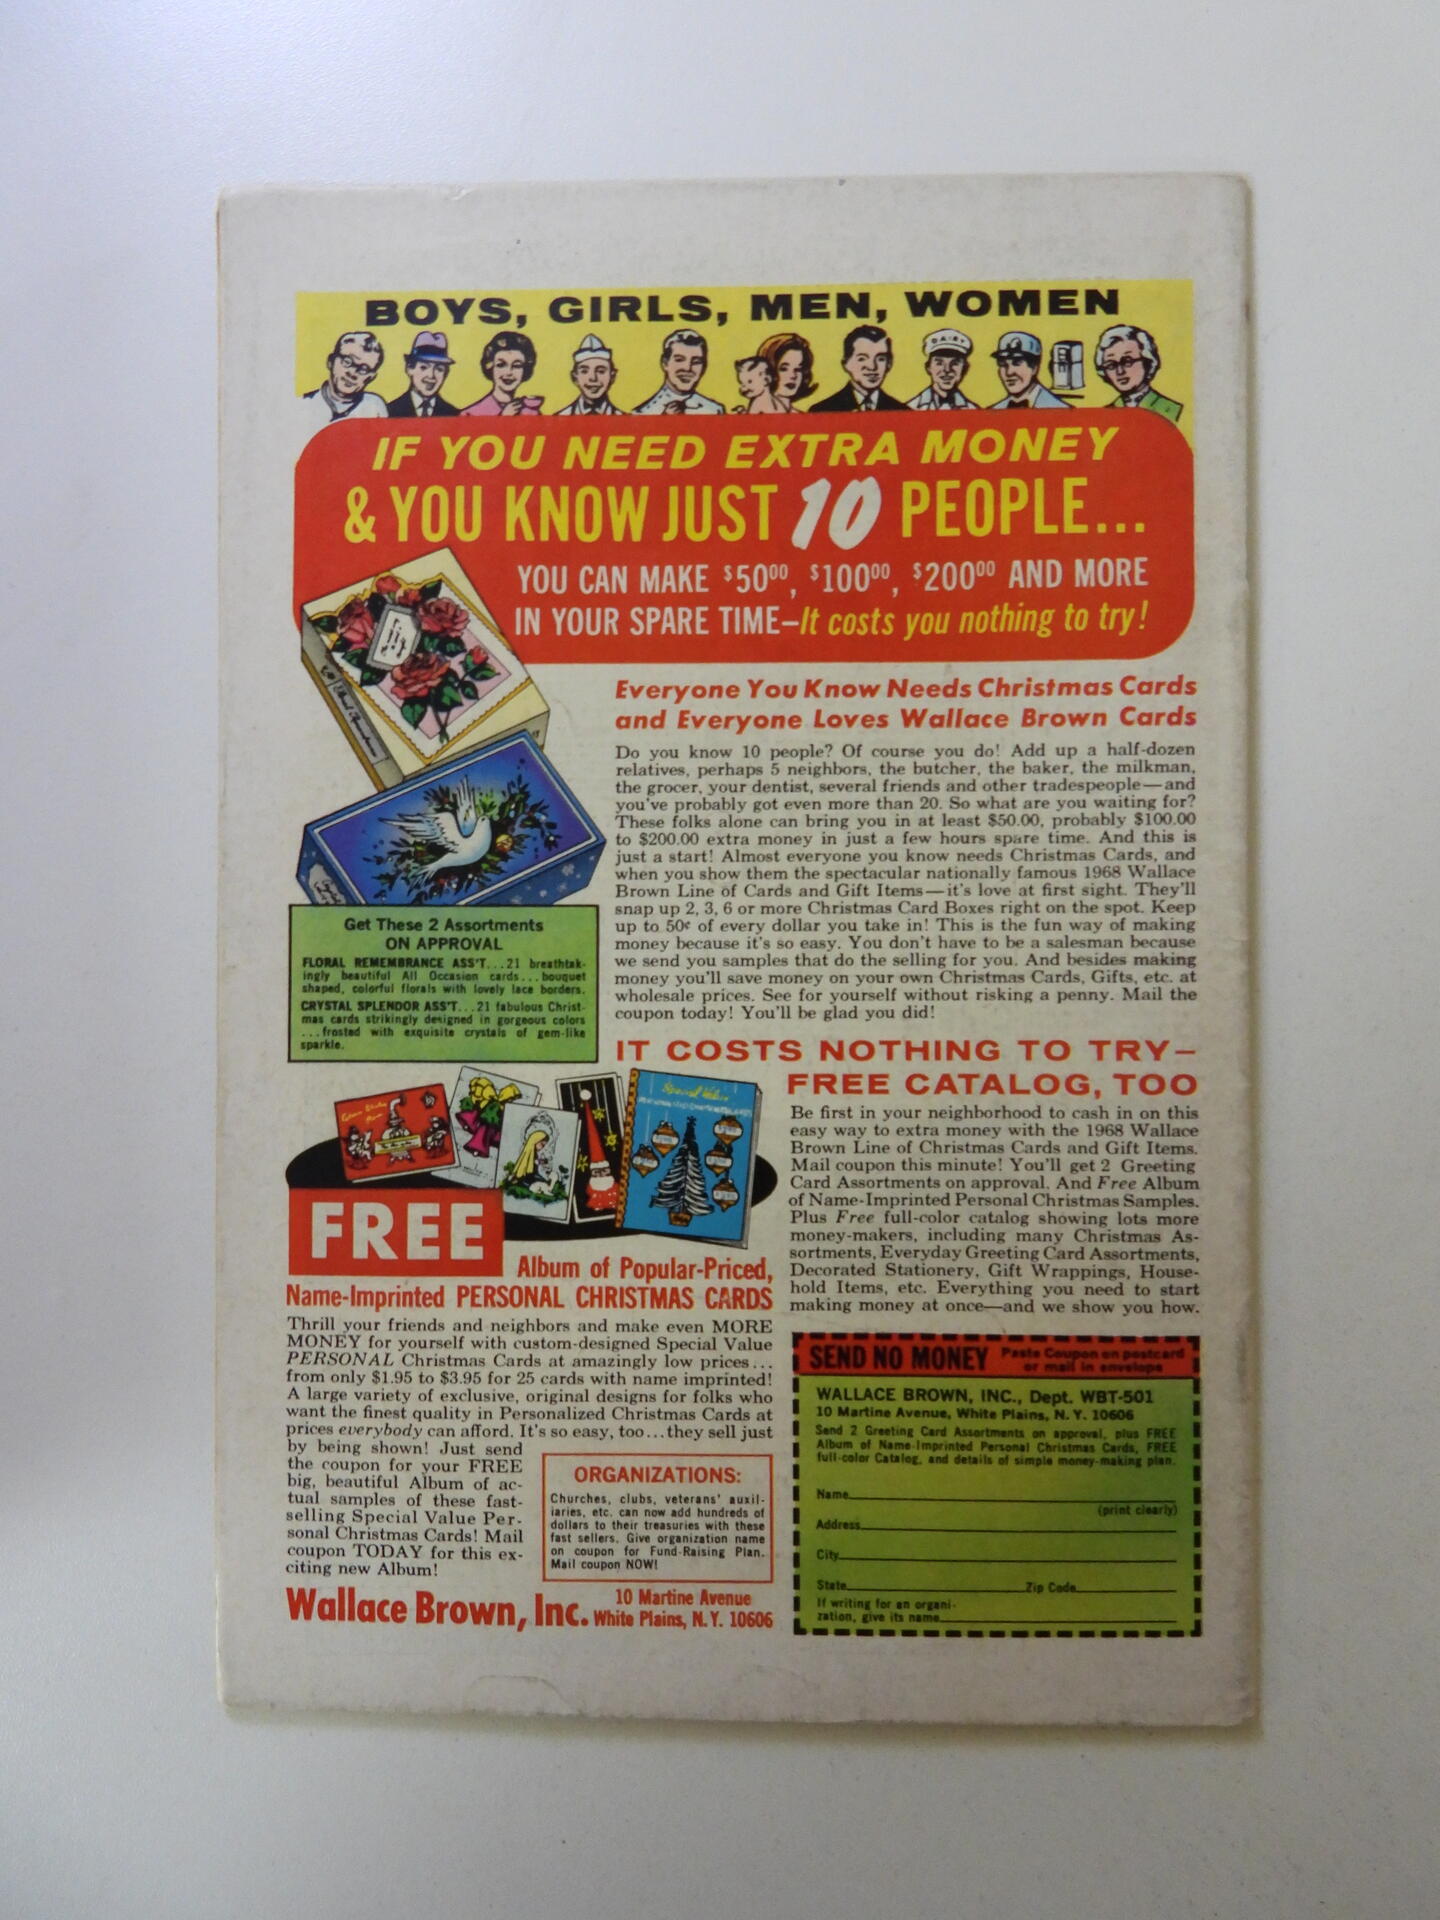 BOYS, GIRLS, MEN, WOMEN
DAIRY
IF YOU NEED EXTRA MONEY
& YOU KNOW JUST 10 PEOPLE...
YOU CAN MAKE $50⁰⁰, $100⁰⁰, $200⁰⁰ AND MORE
IN YOUR SPARE TIME—It costs you nothing to try!
Everyone You Know Needs Christmas Cards
and Everyone Loves Wallace Brown Cards
Do you know 10 people? Of course you do! Add up a half-dozen
relatives, perhaps 5 neighbors, the butcher, the baker, the milkman,
the grocer, your dentist, several friends and other tradespeople—and
you've probably got even more than 20. So what are you waiting for?
These folks alone can bring you in at least $50.00, probably $100.00
to $200.00 extra money in just a few hours spare time. And this is
just a start! Almost everyone you know needs Christmas Cards, and
when you show them the spectacular nationally famous 1968 Wallace
Brown Line of Cards and Gift Items—it's love at first sight. They'll
snap up 2, 3, 6 or more Christmas Card Boxes right on the spot. Keep
up to 50¢ of every dollar you take in! This is the fun way of making
money because it's so easy. You don't have to be a salesman because
we send you samples that do the selling for you. And besides making
money you'll save money on your own Christmas Cards, Gifts, etc. at
wholesale prices. See for yourself without risking a penny. Mail the
coupon today! You'll be glad you did!
Get These 2 Assortments
ON APPROVAL
FLORAL REMEMBRANCE ASS'T...21 breathtak-
ingly beautiful All Occasion cards...bouquet
shaped, colorful florals with lovely lace borders.
CRYSTAL SPLENDOR ASS'T...21 fabulous Christ-
mas cards strikingly designed in gorgeous colors
...frosted with exquisite crystals of gem-like
sparkle.
IT COSTS NOTHING TO TRY—
FREE CATALOG, TOO
Be first in your neighborhood to cash in on this
easy way to extra money with the 1968 Wallace
Brown Line of Christmas Cards and Gift Items.
Mail coupon this minute! You'll get 2 Greeting
Card Assortments on approval. And Free Album
of Name-Imprinted Personal Christmas Samples.
Plus Free full-color catalog showing lots more
money-makers, including many Christmas As-
sortments, Everyday Greeting Card Assortments,
Decorated Stationery, Gift Wrappings, House-
hold Items, etc. Everything you need to start
making money at once—and we show you how.
Special Value
FREE
Album of Popular-Priced,
Name-Imprinted PERSONAL CHRISTMAS CARDS
Thrill your friends and neighbors and make even MORE
MONEY for yourself with custom-designed Special Value
PERSONAL Christmas Cards at amazingly low prices...
from only $1.95 to $3.95 for 25 cards with name imprinted!
A large variety of exclusive, original designs for folks who
want the finest quality in Personalized Christmas Cards at
prices everybody can afford. It's so easy, too...they sell just
by being shown! Just send
the coupon for your FREE
big, beautiful Album of ac-
tual samples of these fast-
selling Special Value Per-
sonal Christmas Cards! Mail
coupon TODAY for this ex-
citing new Album!
ORGANIZATIONS:
Churches, clubs, veterans' auxil-
iaries, etc. can now add hundreds of
dollars to their treasuries with these
fast sellers. Give organization name
on coupon for Fund-Raising Plan.
Mail coupon NOW!
Wallace Brown, Inc.
10 Martine Avenue
White Plains, N.Y. 10606
SEND NO MONEY
Paste Coupon on postcard
or mail in envelope
WALLACE BROWN, INC., Dept. WBT-501
10 Martine Avenue, White Plains, N.Y. 10606
Send 2 Greeting Card Assortments on approval, plus FREE
Album of Name-Imprinted Personal Christmas Cards, FREE
full-color Catalog, and details of simple money-making plan.
Name
(print clearly)
Address
City
State Zip Code
If writing for an organi-
zation, give its name